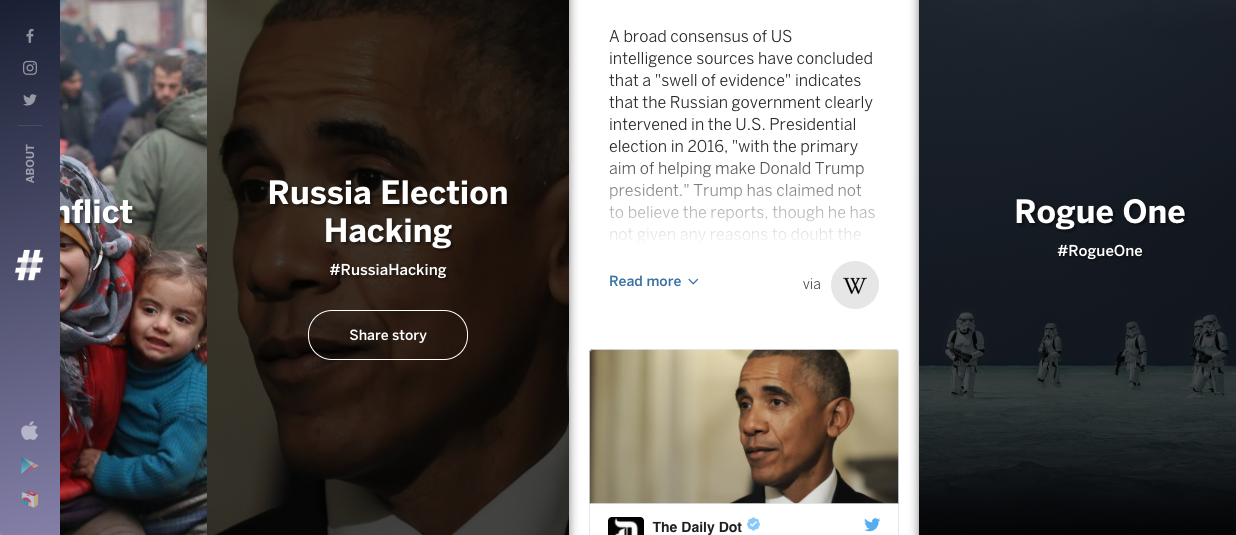 ABOUT
#
nflict
Russia Election
Hacking
#RussiaHacking
Share story
A broad consensus of US
intelligence sources have concluded
that a "swell of evidence" indicates
that the Russian government clearly
intervened in the U.S. Presidential
election in 2016, "with the primary
aim of helping make Donald Trump
president." Trump has claimed not
to believe the reports, though he has
not given any reasons to doubt the
Read more
via
W
The Daily Dot
Rogue One
#RogueOne